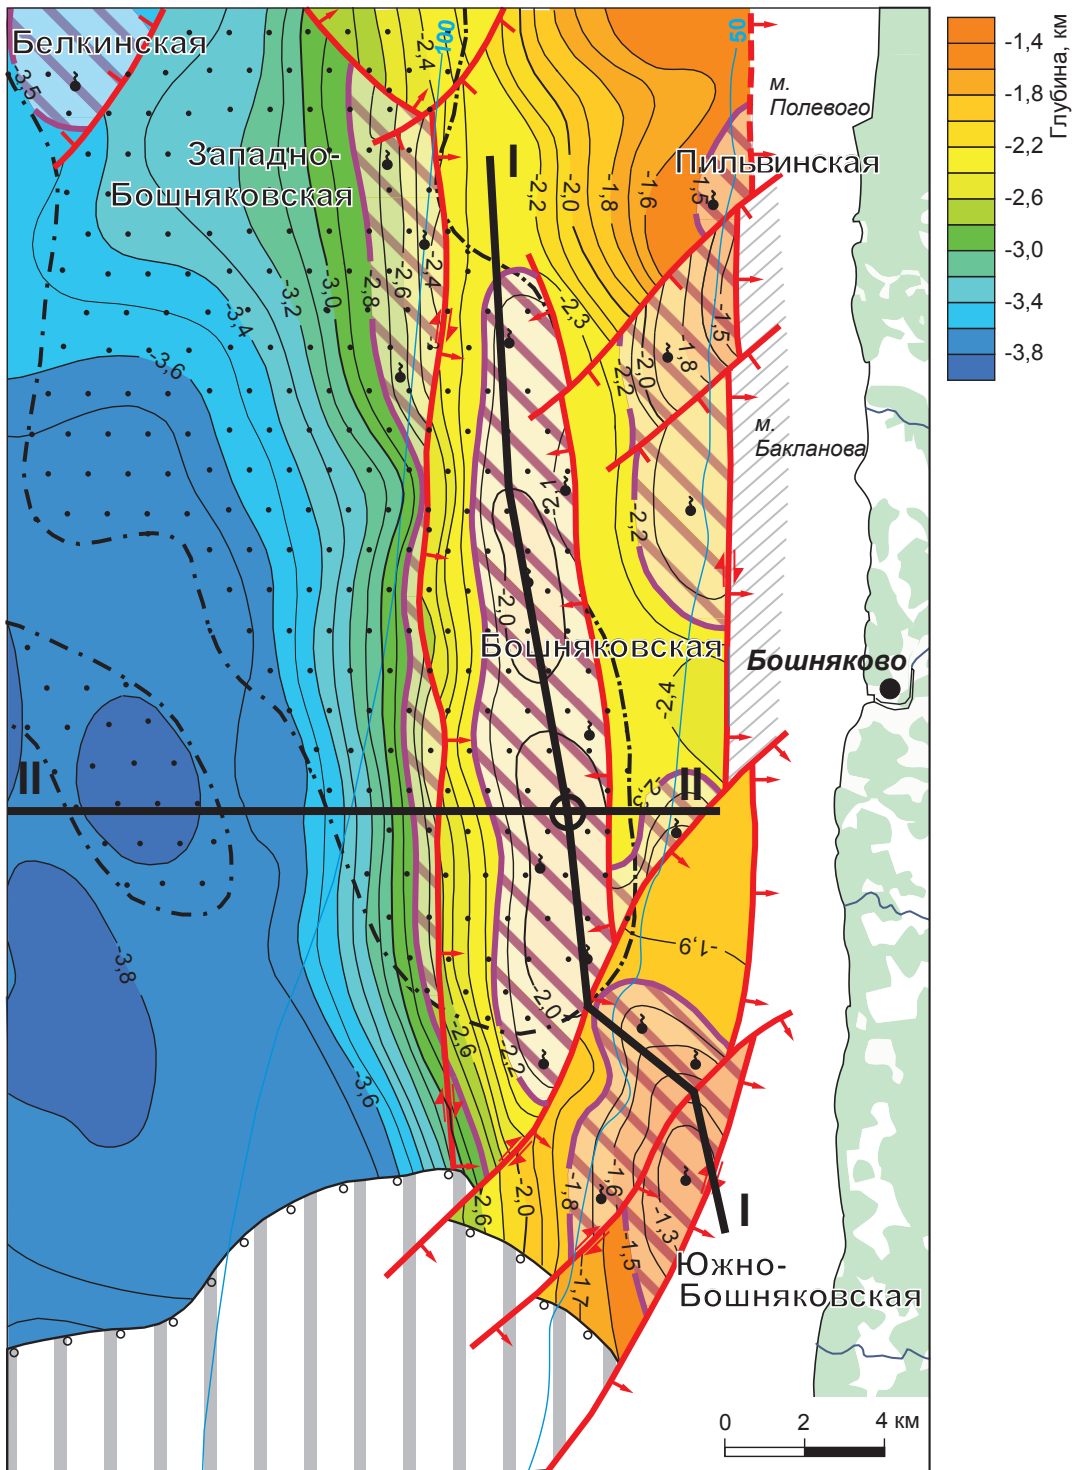 Белкинская
-3,5
-2,4
100
50
м.
Полевого
Западно-
Бошняковская
I
Пильвинская
-2,2
-2,0
-1,8
-1,6
1,5
-3,4
-3,2
-3,0
-2,8
-2,6
-2,4
-2,3
-1,5
-3,6
-2,2
-2,0
-1,8
м.
Бакланова
-2,1
-2,2
-2,0
Бошняковская
Бошняково
-2,4
II
II
-2,3
-1,9
-3,8
-2,0
-2,6
-2,2
-3,6
-2,6
-2,0
-1,8
-1,6
-1,3
-1,5
-1,7
I
Южно-
Бошняковская
0 2 4 км
Глубина, км
-1,4
-1,8
-2,2
-2,6
-3,0
-3,4
-3,8